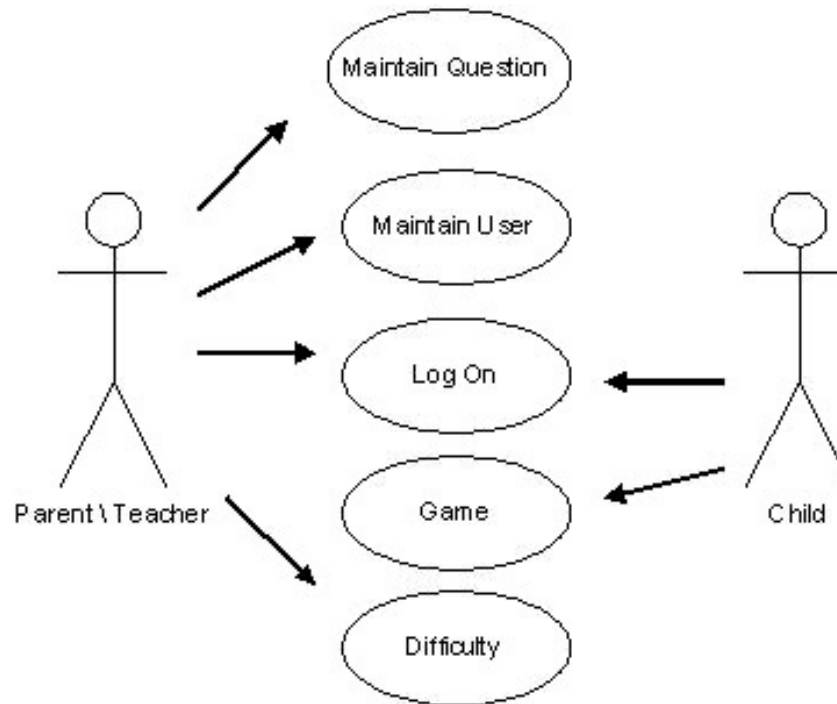 Maintain Question
Maintain User
Log On
Parent \ Teacher
Game
Child
Difficulty